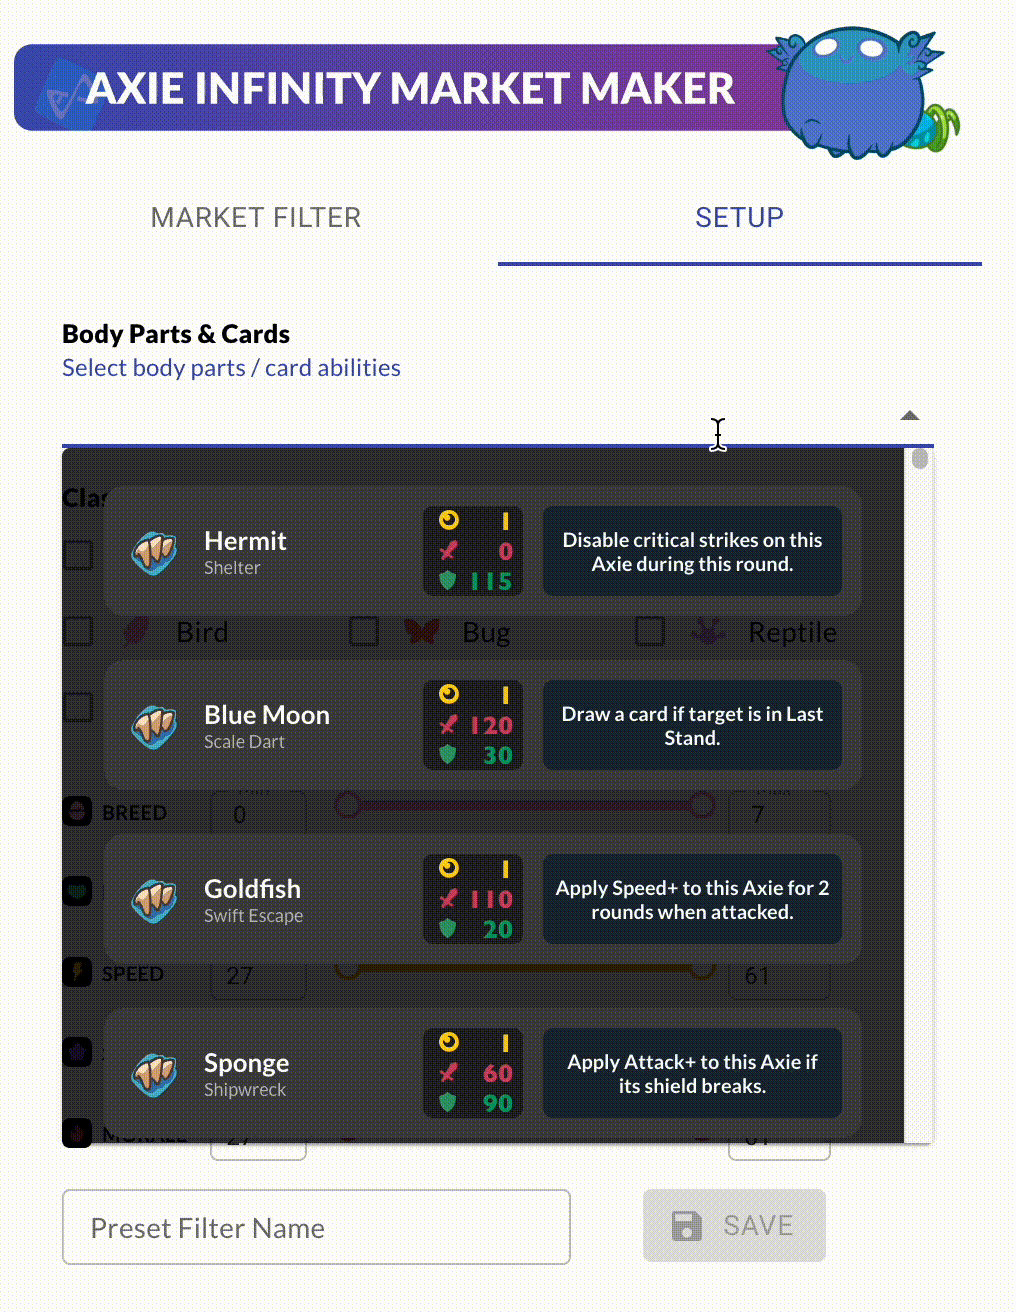 AXIE INFINITY MARKET MAKER
MARKET FILTER
SETUP
Body Parts & Cards
Select body parts / card abilities
Hermit
Shelter
1
0
115
Disable critical strikes on this
Axie during this round.
Bird
Bug
Reptile
Blue Moon
Scale Dart
1
120
30
Draw a card if target is in Last
Stand.
BREED
0
7
Goldfish
Swift Escape
1
110
20
Apply Speed+ to this Axie for 2
rounds when attacked.
SPEED
27
61
Sponge
Shipwreck
1
60
90
Apply Attack+ to this Axie if
its shield breaks.
Preset Filter Name
SAVE